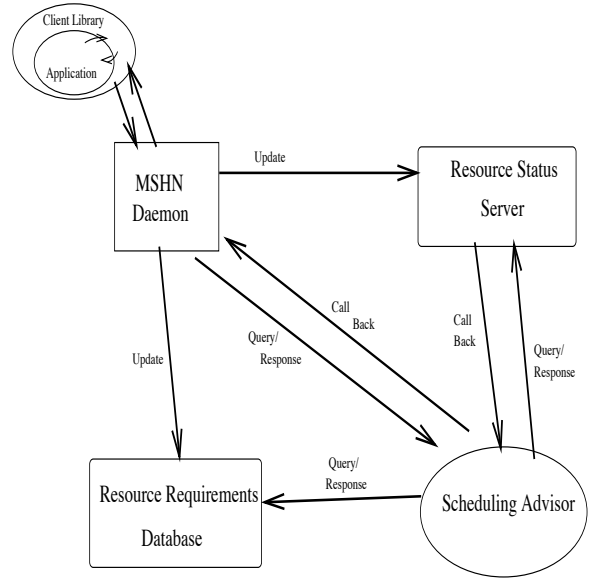 Client Library
Application
MSHN
Daemon
Update
Resource Status
Server
Call
Back
Query/
Response
Call
Back
Query/
Response
Update
Query/
Response
Resource Requirements
Database
Scheduling Advisor